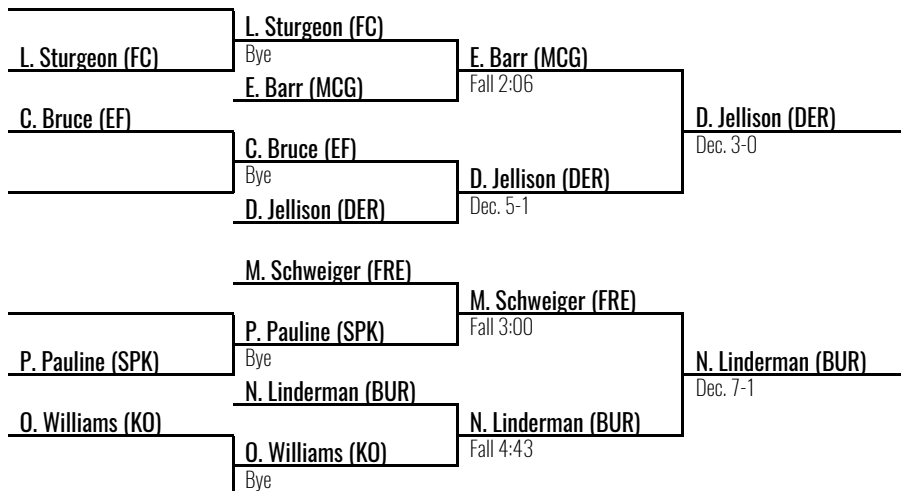 L. Sturgeon (FC)
L. Sturgeon (FC)
Bye
E. Barr (MCG)
E. Barr (MCG)
Fall 2:06
C. Bruce (EF)
C. Bruce (EF)
Bye
D. Jellison (DER)
D. Jellison (DER)
Dec. 5-1
D. Jellison (DER)
Dec. 3-0
M. Schweiger (FRE)
P. Pauline (SPK)
P. Pauline (SPK)
Bye
M. Schweiger (FRE)
Fall 3:00
N. Linderman (BUR)
O. Williams (KO)
O. Williams (KO)
Bye
N. Linderman (BUR)
Fall 4:43
N. Linderman (BUR)
Dec. 7-1